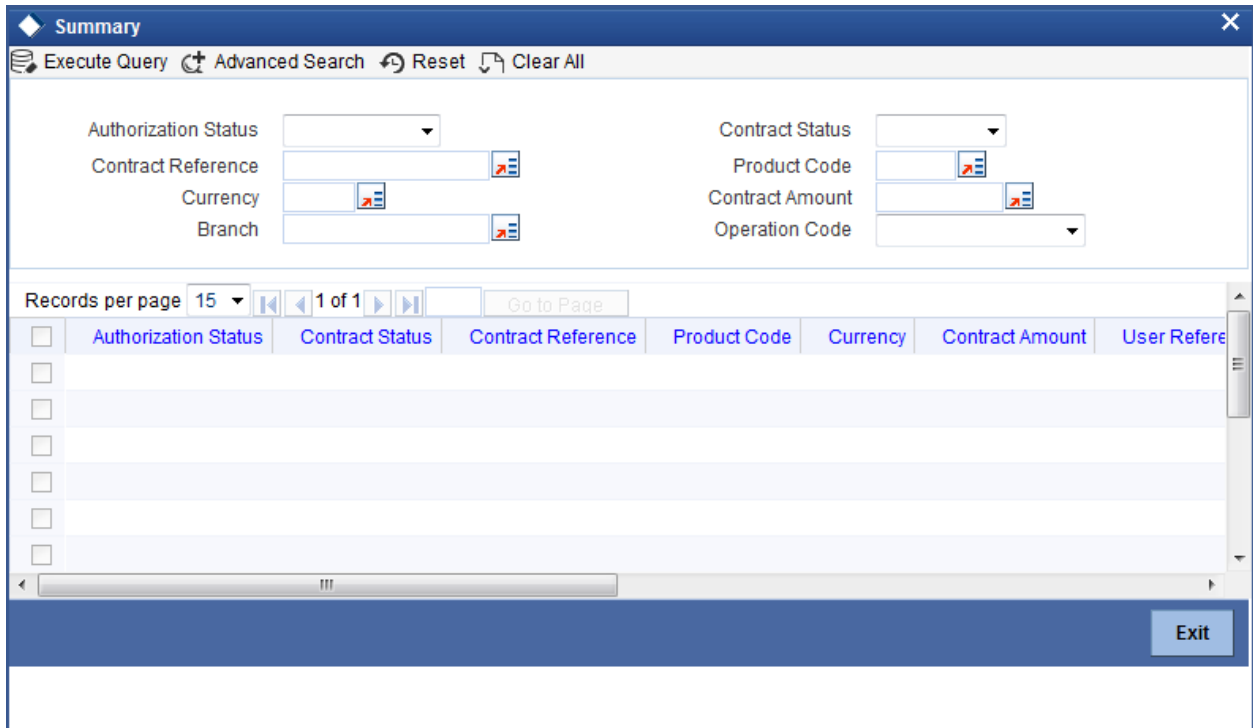 Summary
Execute Query Advanced Search Reset Clear All
Authorization Status Contract Status
Contract Reference Product Code
Currency Contract Amount
Branch Operation Code
Records per page 15 1 of 1 Go to Page
Authorization Status Contract Status Contract Reference Product Code Currency Contract Amount User Refere
Exit